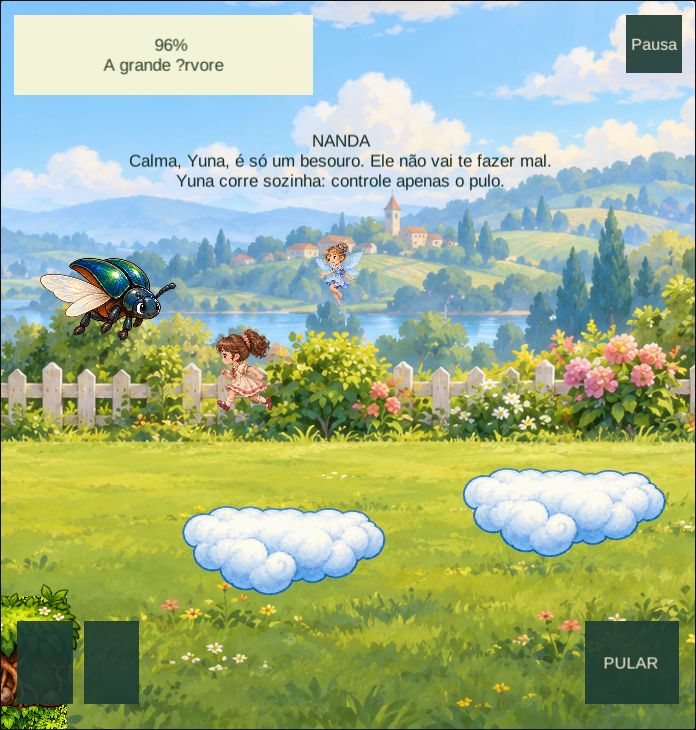 96%
A grande ?rvore
Pausa
NANDA
Calma, Yuna, é só um besouro. Ele não vai te fazer mal.
Yuna corre sozinha: controle apenas o pulo.
PULAR